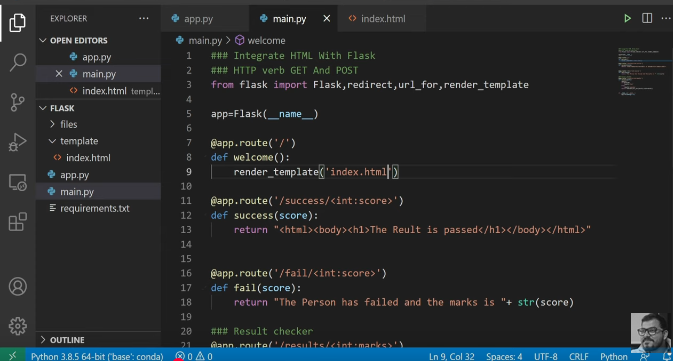 EXPLORER
···
app.py
main.py
×
<> index.html
OPEN EDITORS
app.py
× main.py
<> index.html templ...
FLASK
> files
template
<> index.html
app.py
main.py
requirements.txt
> OUTLINE
main.py > welcome
1 ### Integrate HTML With Flask
2 ### HTTP verb GET And POST
3 from flask import Flask,redirect,url_for,render_template
4
5 app=Flask(__name__)
6
7 @app.route('/')
8 def welcome():
9 render_template('index.html')
10
11 @app.route('/success/<int:score>')
12 def success(score):
13 return "<html><body><h1>The Reult is passed</h1></body></html>"
14
15
16 @app.route('/fail/<int:score>')
17 def fail(score):
18 return "The Person has failed and the marks is "+ str(score)
19
20 ### Result checker
21 @app.route('/results/<int:marks>')
Python 3.8.5 64-bit ('base': conda) 0 0 Ln 9, Col 32 Spaces: 4 UTF-8 CRLF Python